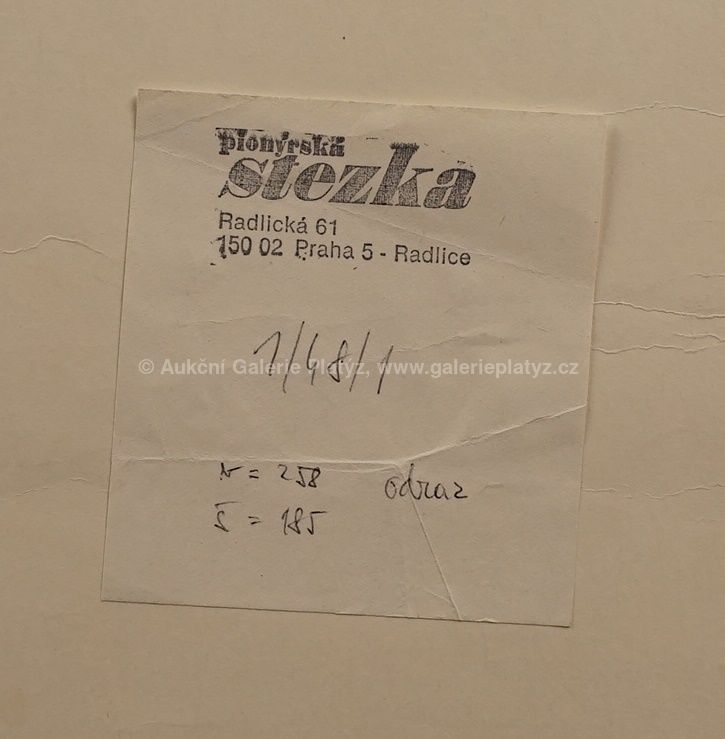 pionýrská
stezka
Radlická 61
150 02 Praha 5 - Radlice
1/48/1
© Aukční Galerie Platýz, www.galerieplatyz.cz
v = 258 odraz
š = 185